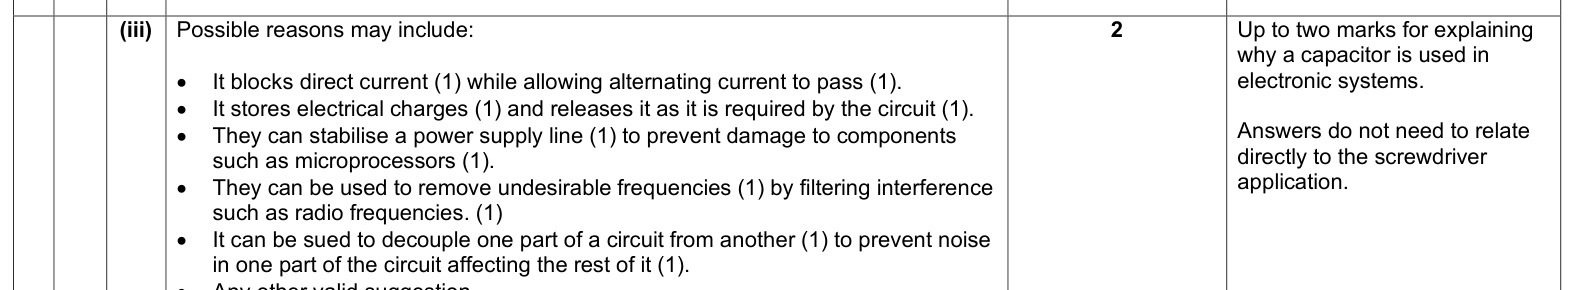 (iii) Possible reasons may include: 2 Up to two marks for explaining
why a capacitor is used in
electronic systems.
• It blocks direct current (1) while allowing alternating current to pass (1).
• It stores electrical charges (1) and releases it as it is required by the circuit (1).
• They can stabilise a power supply line (1) to prevent damage to components
such as microprocessors (1).
• They can be used to remove undesirable frequencies (1) by filtering interference
such as radio frequencies. (1)
• It can be sued to decouple one part of a circuit from another (1) to prevent noise
in one part of the circuit affecting the rest of it (1).
• Any other valid suggestion
Answers do not need to relate
directly to the screwdriver
application.